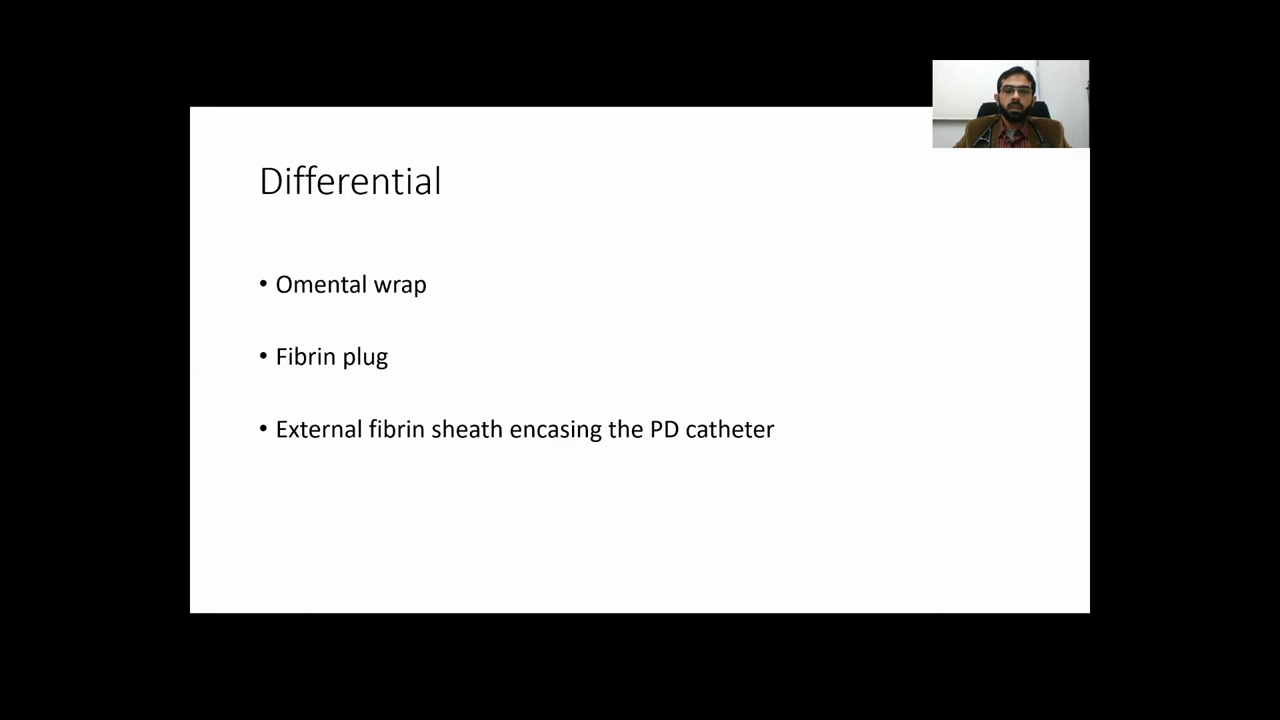 Differential
• Omental wrap
• Fibrin plug
• External fibrin sheath encasing the PD catheter